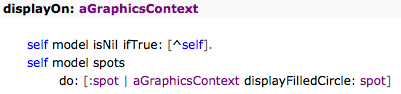 displayOn: aGraphicsContext
self model isNil ifTrue: [^self].
self model spots
do: [:spot | aGraphicsContext displayFilledCircle: spot]